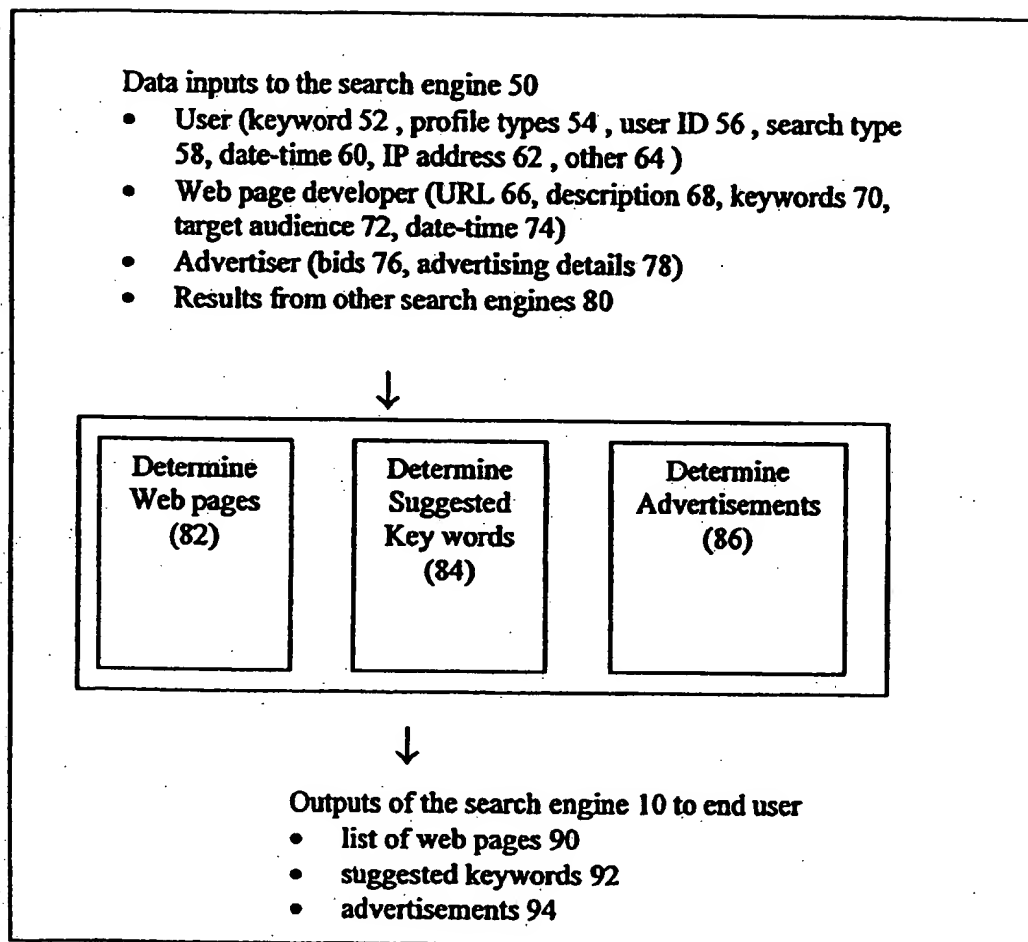 Data inputs to the search engine 50
• User (keyword 52 , profile types 54 , user ID 56 , search type
58, date-time 60, IP address 62 , other 64 )
• Web page developer (URL 66, description 68, keywords 70,
target audience 72, date-time 74)
• Advertiser (bids 76, advertising details 78)
• Results from other search engines 80
↓
Determine
Web pages
(82)
Determine
Suggested
Key words
(84)
Determine
Advertisements
(86)
↓
Outputs of the search engine 10 to end user
• list of web pages 90
• suggested keywords 92
• advertisements 94